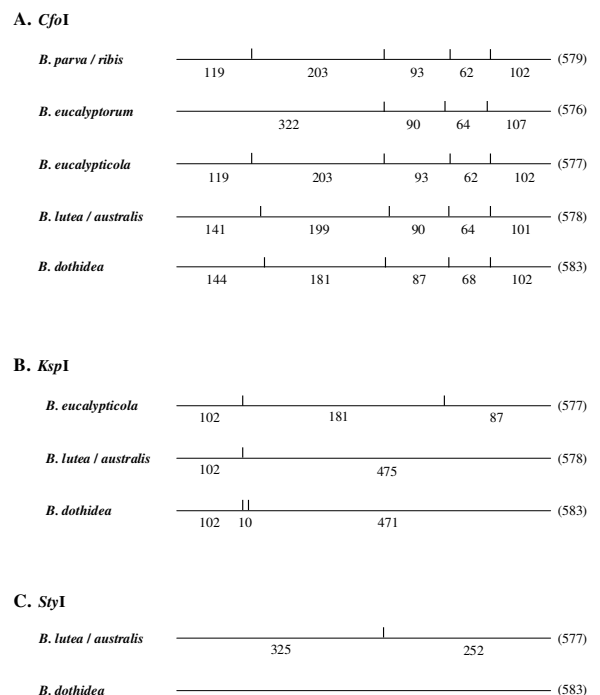 A. CfoI
B. parva / ribis (579)
119 203 93 62 102
B. eucalyptorum (576)
322 90 64 107
B. eucalypticola (577)
119 203 93 62 102
B. lutea / australis (578)
141 199 90 64 101
B. dothidea (583)
144 181 87 68 102
B. KspI
B. eucalypticola (577)
102 181 87
B. lutea / australis (578)
102 475
B. dothidea (583)
102 10 471
C. StyI
B. lutea / australis (577)
325 252
B. dothidea (583)